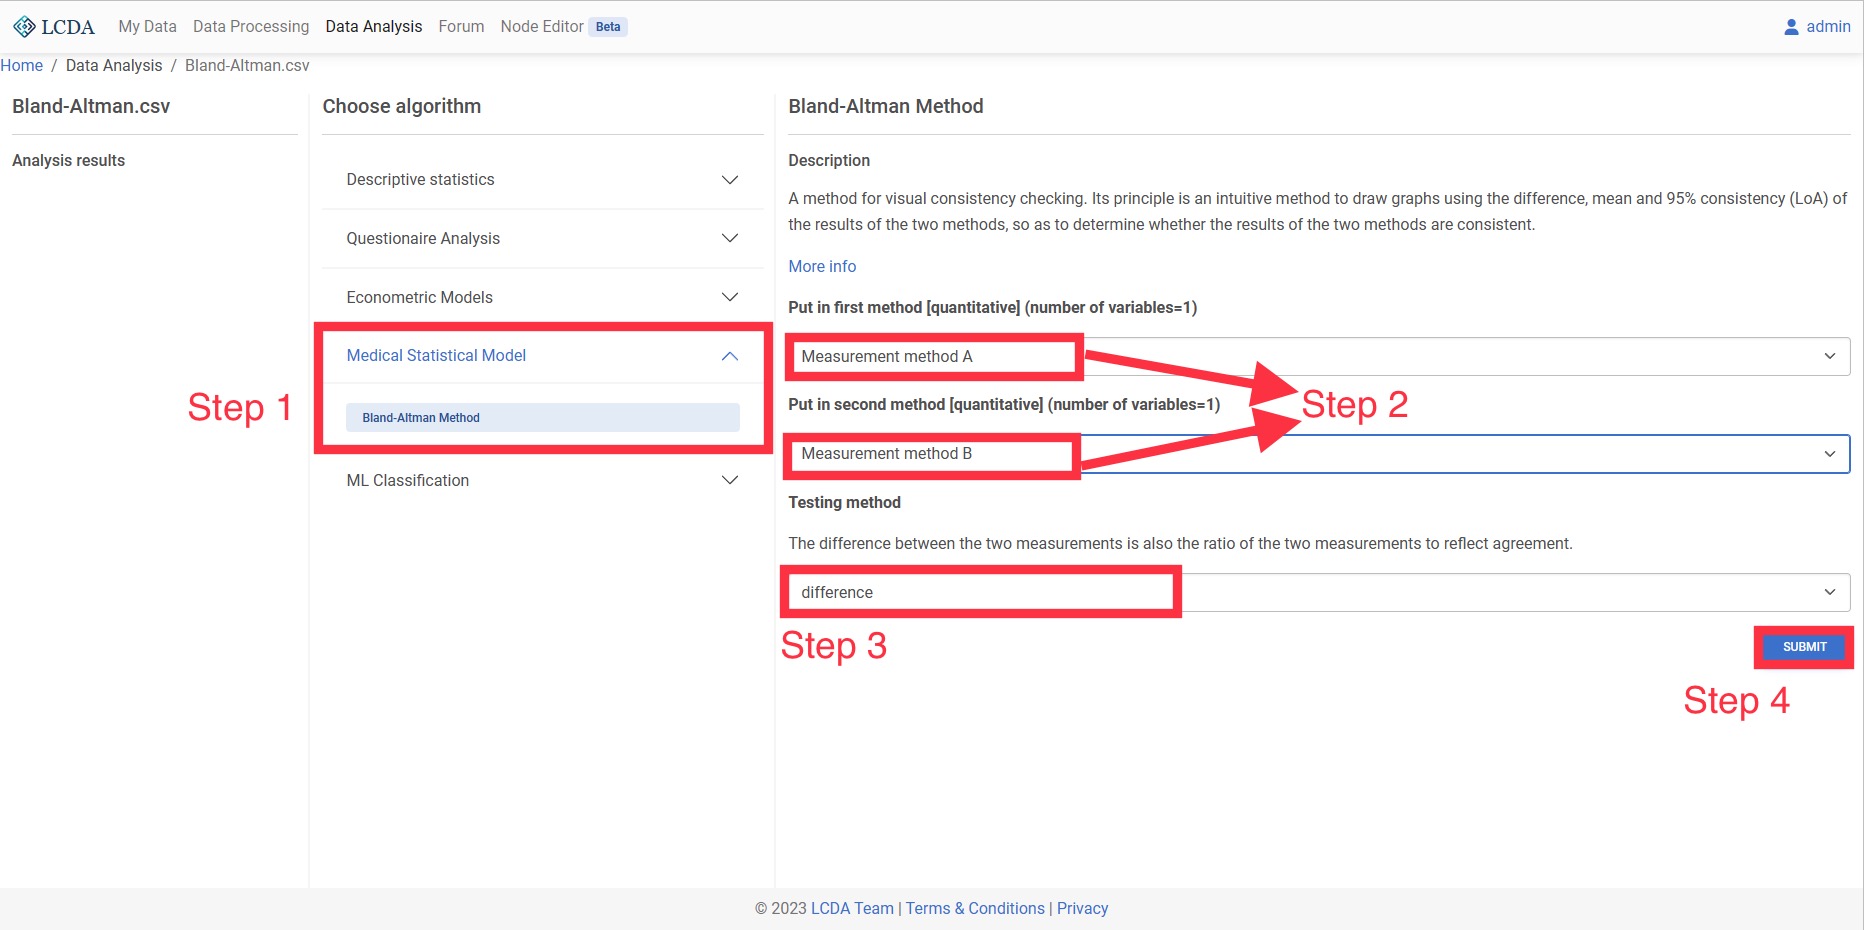 LCDA My Data Data Processing Data Analysis Forum Node Editor Beta admin
Home / Data Analysis / Bland-Altman.csv
Bland-Altman.csv
Analysis results
Choose algorithm
Descriptive statistics
Questionaire Analysis
Econometric Models
Medical Statistical Model
Bland-Altman Method
Step 1
ML Classification
Bland-Altman Method
Description
A method for visual consistency checking. Its principle is an intuitive method to draw graphs using the difference, mean and 95% consistency (LoA) of
the results of the two methods, so as to determine whether the results of the two methods are consistent.
More info
Put in first method [quantitative] (number of variables=1)
Measurement method A
Put in second method [quantitative] (number of variables=1)
Step 2
Measurement method B
Testing method
The difference between the two measurements is also the ratio of the two measurements to reflect agreement.
difference
Step 3
SUBMIT
Step 4
© 2023 LCDA Team | Terms & Conditions | Privacy